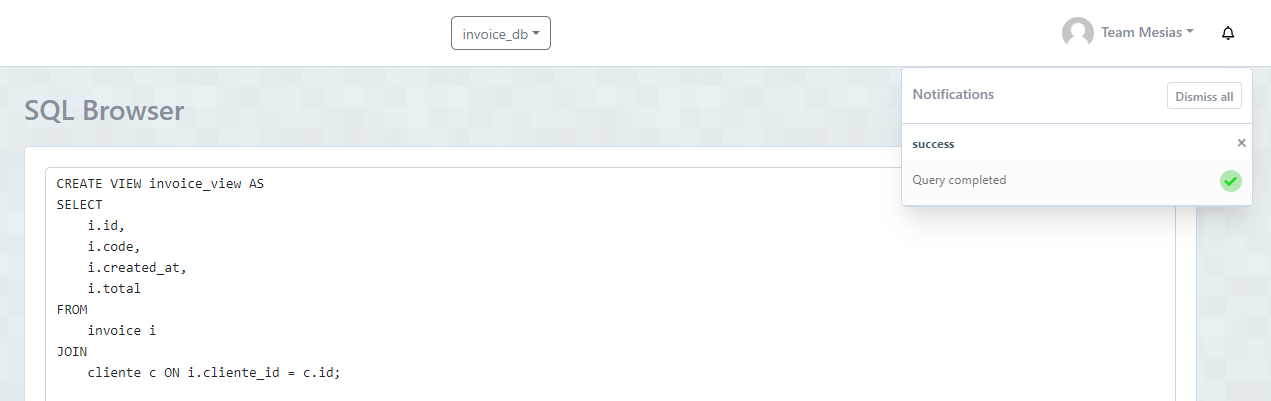 invoice_db
Team Mesias
SQL Browser
Notifications
Dismiss all
success
Query completed
CREATE VIEW invoice_view AS
SELECT
    i.id,
    i.code,
    i.created_at,
    i.total
FROM
    invoice i
JOIN
    cliente c ON i.cliente_id = c.id;